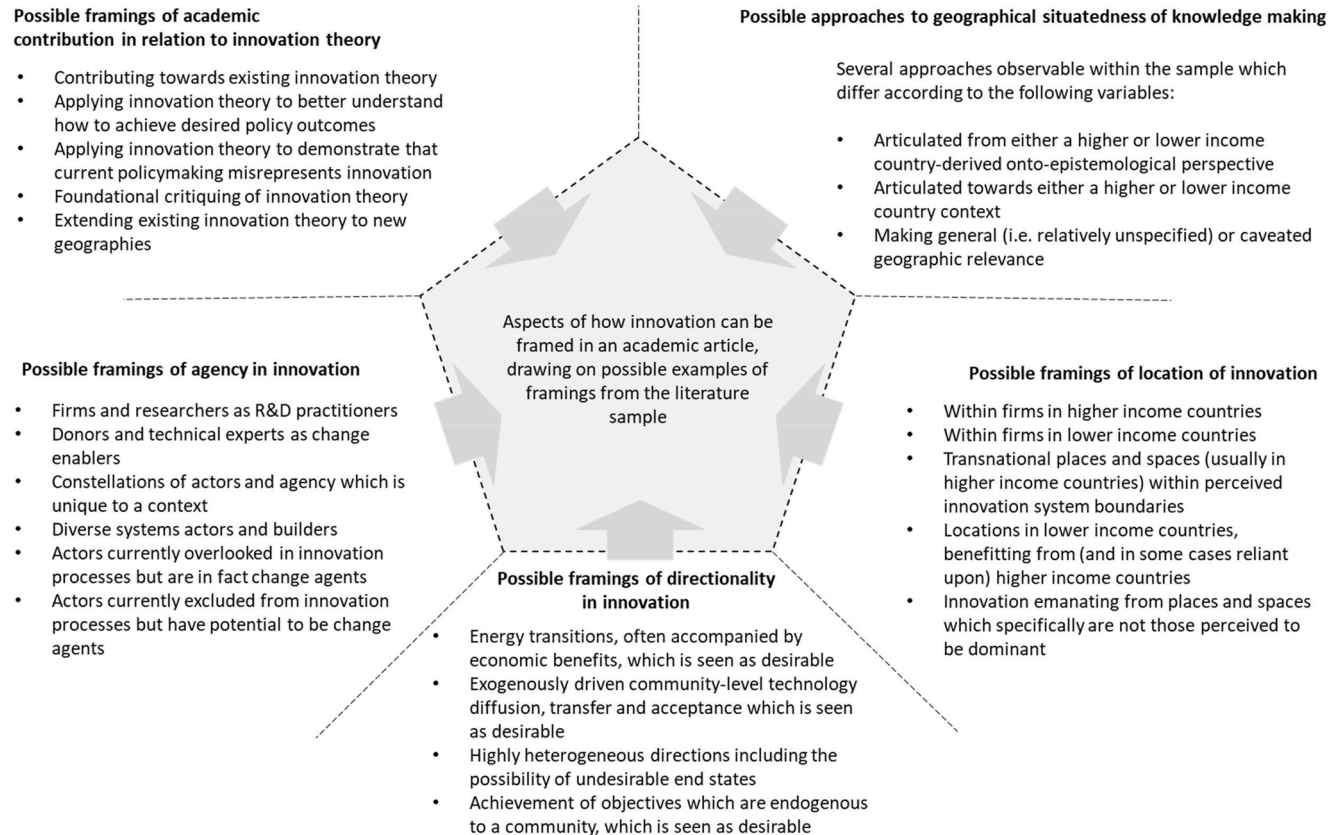 Possible framings of academic
contribution in relation to innovation theory
• Contributing towards existing innovation theory
• Applying innovation theory to better understand
how to achieve desired policy outcomes
• Applying innovation theory to demonstrate that
current policymaking misrepresents innovation
• Foundational critiquing of innovation theory
• Extending existing innovation theory to new
geographies
Possible approaches to geographical situatedness of knowledge making
Several approaches observable within the sample which
differ according to the following variables:
• Articulated from either a higher or lower income
country-derived onto-epistemological perspective
• Articulated towards either a higher or lower income
country context
• Making general (i.e. relatively unspecified) or caveated
geographic relevance
Aspects of how innovation can be
framed in an academic article,
drawing on possible examples of
framings from the literature
sample
Possible framings of agency in innovation
• Firms and researchers as R&D practitioners
• Donors and technical experts as change
enablers
• Constellations of actors and agency which is
unique to a context
• Diverse systems actors and builders
• Actors currently overlooked in innovation
processes but are in fact change agents
• Actors currently excluded from innovation
processes but have potential to be change
agents
Possible framings of location of innovation
• Within firms in higher income countries
• Within firms in lower income countries
• Transnational places and spaces (usually in
higher income countries) within perceived
innovation system boundaries
• Locations in lower income countries,
benefitting from (and in some cases reliant
upon) higher income countries
• Innovation emanating from places and spaces
which specifically are not those perceived to
be dominant
Possible framings of directionality
in innovation
• Energy transitions, often accompanied by
economic benefits, which is seen as desirable
• Exogenously driven community-level technology
diffusion, transfer and acceptance which is seen
as desirable
• Highly heterogeneous directions including the
possibility of undesirable end states
• Achievement of objectives which are endogenous
to a community, which is seen as desirable